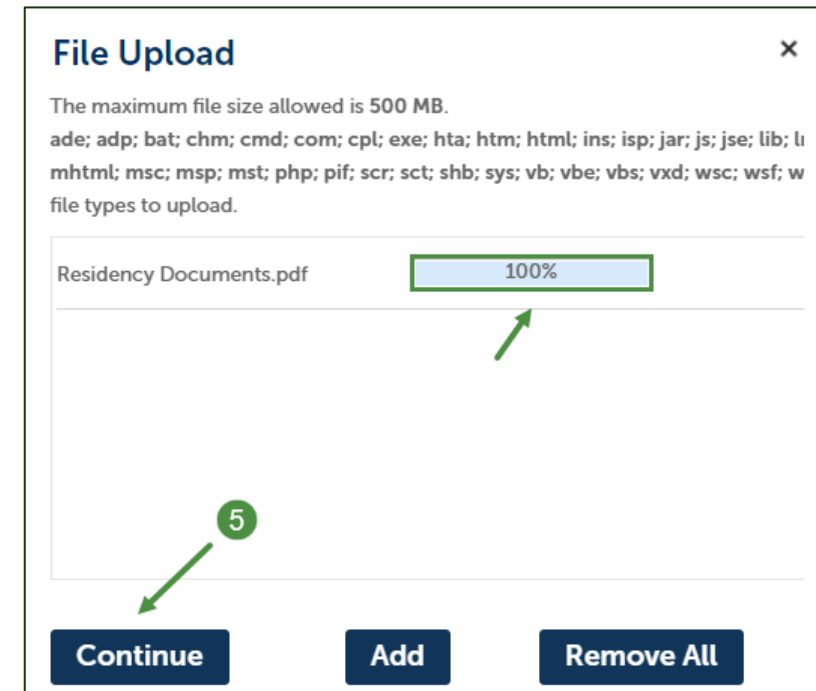 File Upload ×
The maximum file size allowed is 500 MB.
ade; adp; bat; chm; cmd; com; cpl; exe; hta; htm; html; ins; isp; jar; js; jse; lib;
mhtml; msc; msp; mst; php; pif; scr; sct; shb; sys; vb; vbe; vbs; vxd; wsc; wsf;
file types to upload.
Residency Documents.pdf 100%
5
Continue Add Remove All